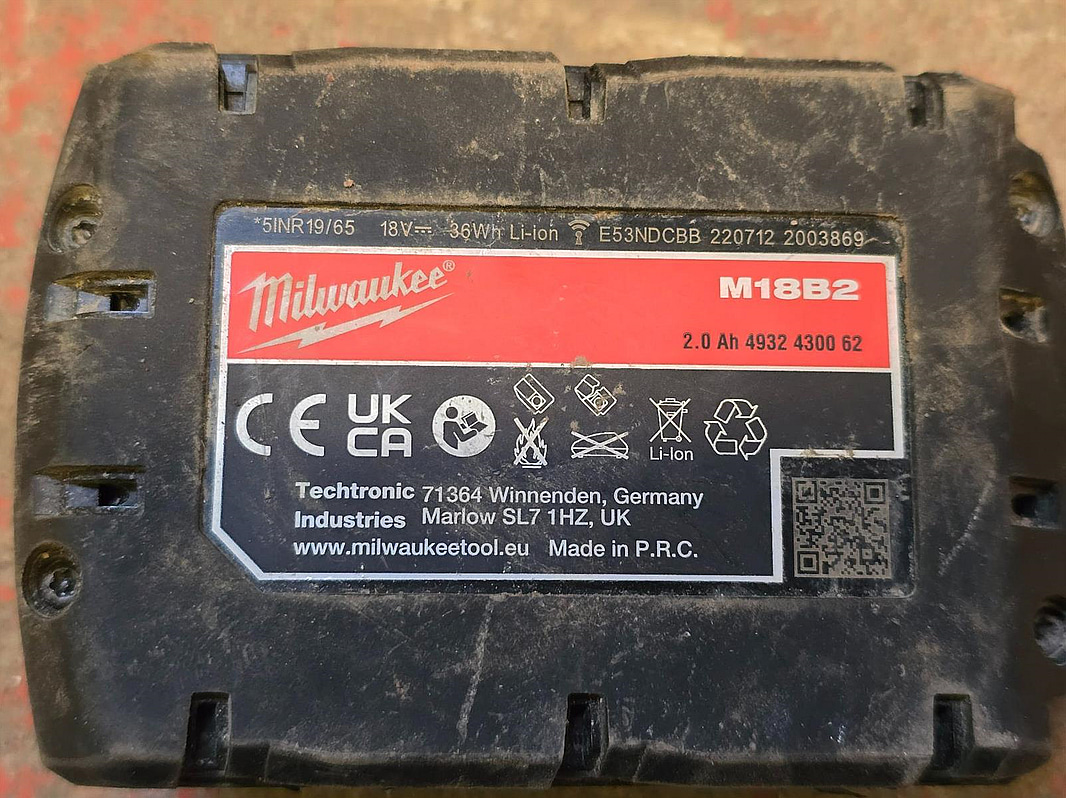 *5INR19/65 18V⎓ 36Wh Li-ion E53NDCBB 220712 2003869
Milwaukee®
M18B2
2.0 Ah 4932 4300 62
CE UK CA
Li-Ion
Techtronic Industries
71364 Winnenden, Germany
Marlow SL7 1HZ, UK
www.milwaukeetool.eu Made in P.R.C.